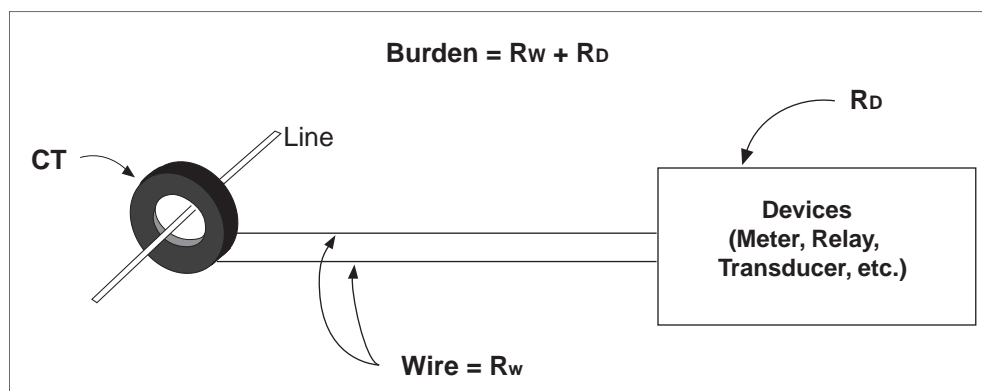 Burden = RW + RD
RD
Line
CT
Devices
(Meter, Relay,
Transducer, etc.)
Wire = Rw